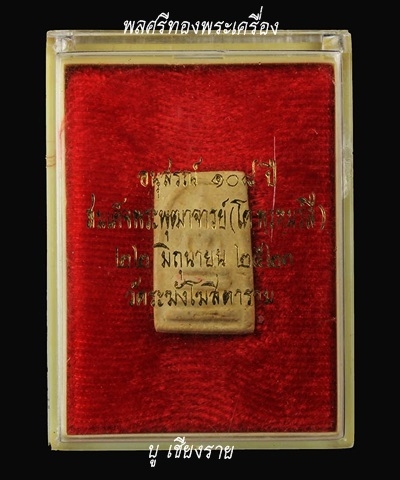 พลศรีทองพระเครื่อง
อนุสรณ์ ๑๐๘ ปี
สมเด็จพระพุฒาจารย์(โต พรหมรังสี)
๒๒ มิถุนายน ๒๕๒๓
วัดระฆังโฆสิตาราม
บู เชียงราย